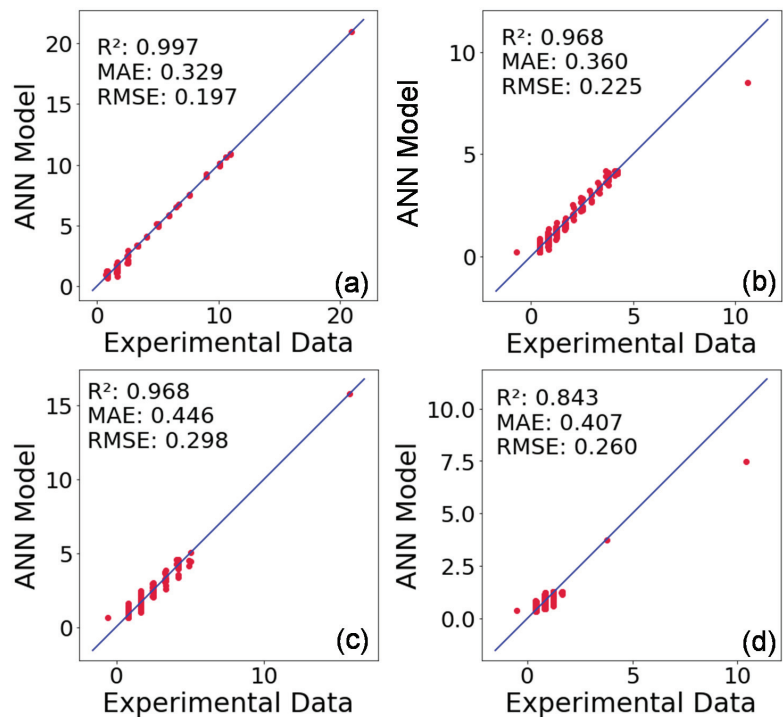 R²: 0.997
MAE: 0.329
RMSE: 0.197
20
15
10
5
0
ANN Model
(a)
0
10
20
Experimental Data
R²: 0.968
MAE: 0.360
RMSE: 0.225
10
5
0
ANN Model
(b)
0
5
10
Experimental Data
R²: 0.968
MAE: 0.446
RMSE: 0.298
15
10
5
0
ANN Model
(c)
0
10
Experimental Data
R²: 0.843
MAE: 0.407
RMSE: 0.260
10.0
7.5
5.0
2.5
0.0
ANN Model
(d)
0
5
10
Experimental Data